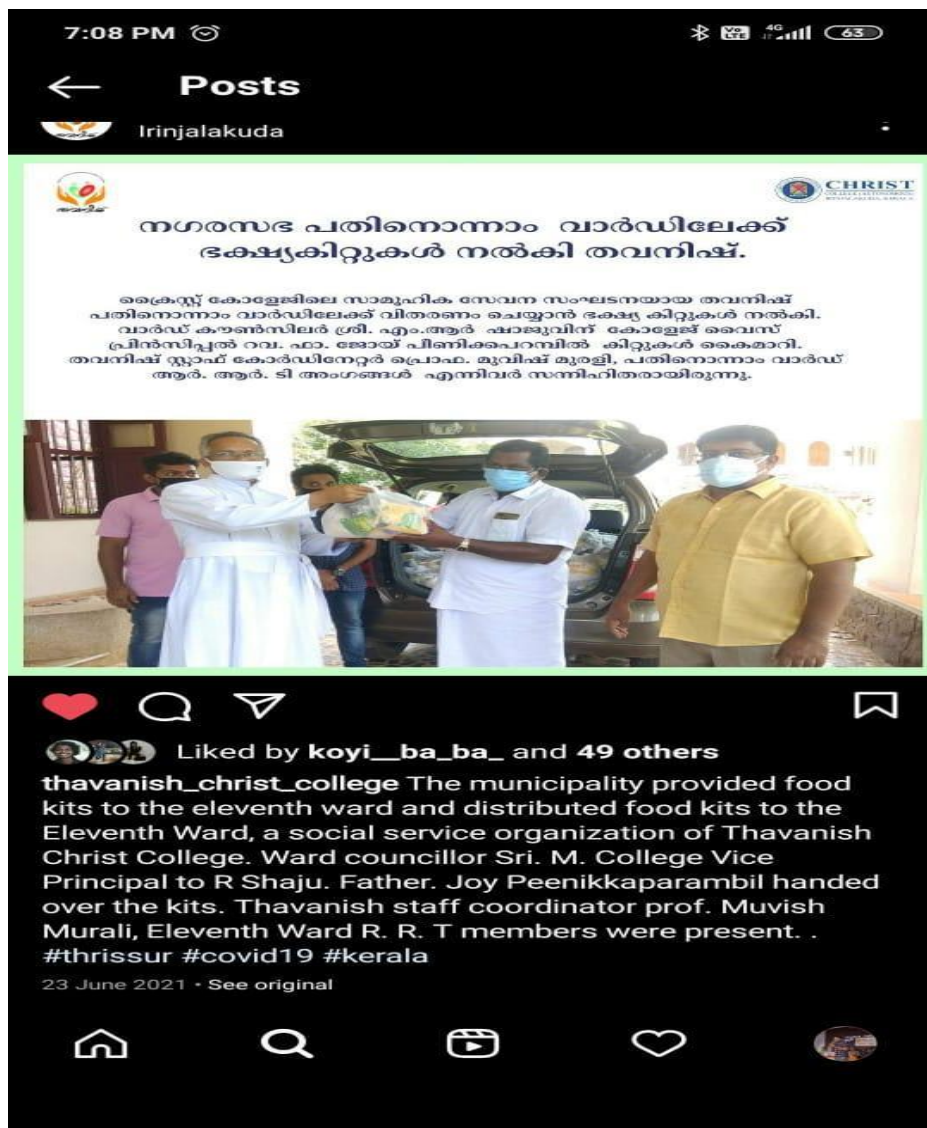 7:08 PM
Vo LTE 4G 63
Posts
Irinjalakuda
തവനിഷ്
CHRIST
നഗരസഭ പതിനൊന്നാം വാർഡിലേക്ക്
ഭക്ഷ്യകിറ്റുകൾ നൽകി തവനിഷ്.
ക്രൈസ്റ്റ് കോളേജിലെ സാമൂഹിക സേവന സംഘടനയായ തവനിഷ്
പതിനൊന്നാം വാർഡിലേക്ക് വിതരണം ചെയ്യാൻ ഭക്ഷ്യ കിറ്റുകൾ നൽകി.
വാർഡ് കൗൺസിലർ ശ്രീ. എം.ആർ ഷാജുവിന് കോളേജ് വൈസ്
പ്രിൻസിപ്പൽ റവ. ഫാ. ജോയ് പീണിക്കപറമ്പിൽ കിറ്റുകൾ കൈമാറി.
തവനിഷ് സ്റ്റാഫ് കോർഡിനേറ്റർ പ്രൊഫ. മുവിഷ് മുരളി, പതിനൊന്നാം വാർഡ്
ആർ. ആർ. ടി അംഗങ്ങൾ എന്നിവർ സന്നിഹിതരായിരുന്നു.
Liked by koyi__ba_ba_ and 49 others
thavanish_christ_college The municipality provided food
kits to the eleventh ward and distributed food kits to the
Eleventh Ward, a social service organization of Thavanish
Christ College. Ward councillor Sri. M. College Vice
Principal to R Shaju. Father. Joy Peenikkaparambil handed
over the kits. Thavanish staff coordinator prof. Muvish
Murali, Eleventh Ward R. R. T members were present. .
#thrissur #covid19 #kerala
23 June 2021 • See original